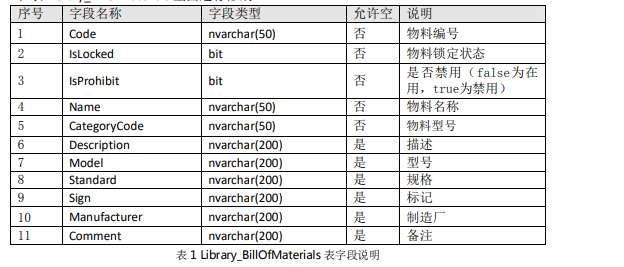 序号 字段名称 字段类型 允许空 说明
1 Code nvarchar(50) 否 物料编号
2 IsLocked bit 否 物料锁定状态
3 IsProhibit bit 否 是否禁用（false为在
用，true为禁用）
4 Name nvarchar(50) 否 物料名称
5 CategoryCode nvarchar(50) 否 物料型号
6 Description nvarchar(200) 是 描述
7 Model nvarchar(200) 是 型号
8 Standard nvarchar(200) 是 规格
9 Sign nvarchar(200) 是 标记
10 Manufacturer nvarchar(200) 是 制造厂
11 Comment nvarchar(200) 是 备注
表 1 Library_BillOfMaterials 表字段说明